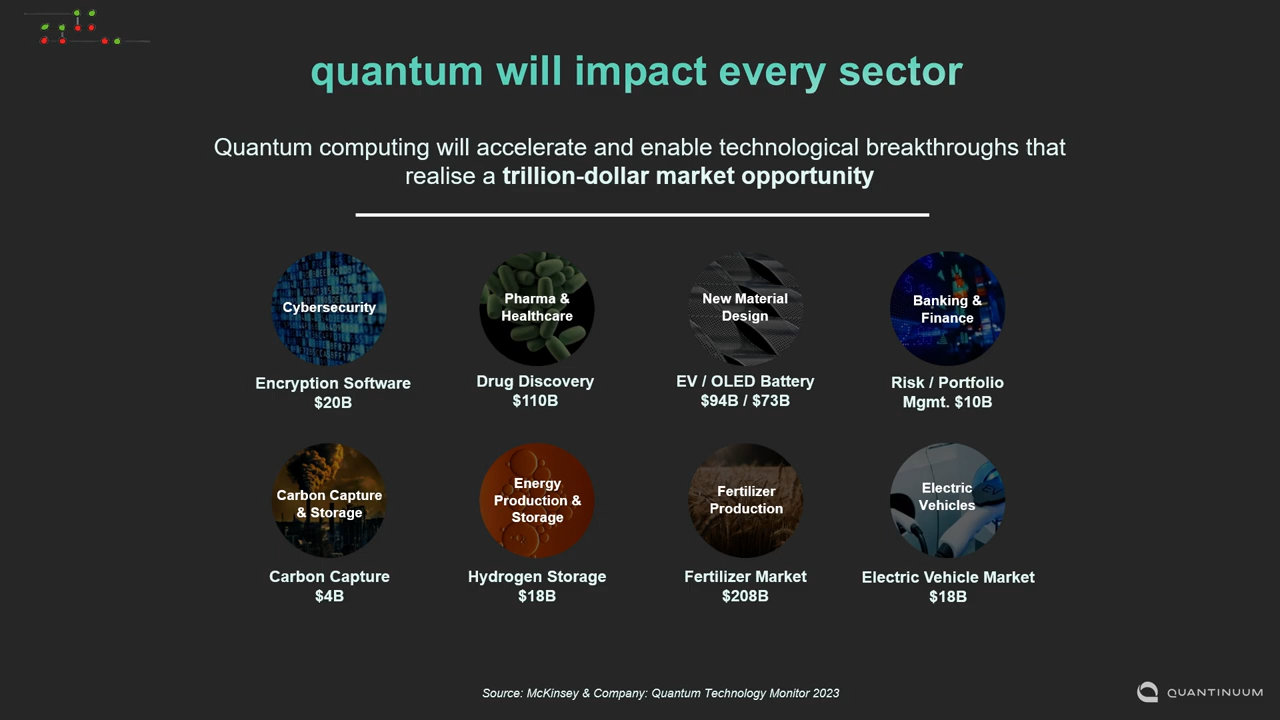 quantum will impact every sector
Quantum computing will accelerate and enable technological breakthroughs that
realise a trillion-dollar market opportunity
Cybersecurity
Encryption Software
$20B
Pharma &
Healthcare
Drug Discovery
$110B
New Material
Design
EV / OLED Battery
$94B / $73B
Banking &
Finance
Risk / Portfolio
Mgmt. $10B
Carbon Capture
& Storage
Carbon Capture
$4B
Energy
Production &
Storage
Hydrogen Storage
$18B
Fertilizer
Production
Fertilizer Market
$208B
Electric
Vehicles
Electric Vehicle Market
$18B
Source: McKinsey & Company: Quantum Technology Monitor 2023
QUANTINUUM